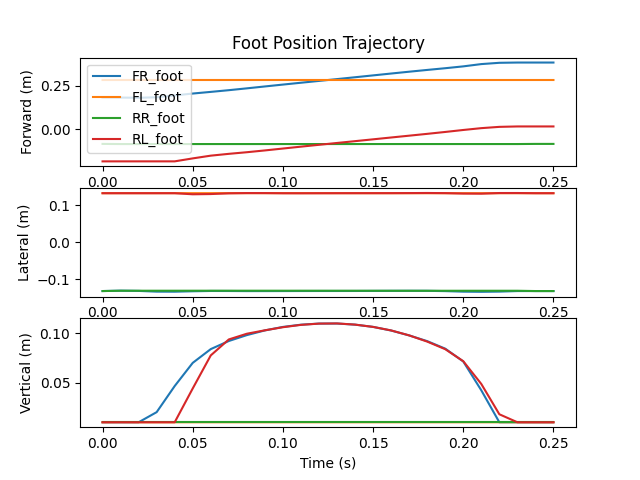 Foot Position Trajectory
Forward (m)
0.25
0.00
FR_foot
FL_foot
RR_foot
RL_foot
0.00 0.05 0.10 0.15 0.20 0.25
Lateral (m)
0.1
0.0
−0.1
0.00 0.05 0.10 0.15 0.20 0.25
Vertical (m)
0.10
0.05
0.00 0.05 0.10 0.15 0.20 0.25
Time (s)